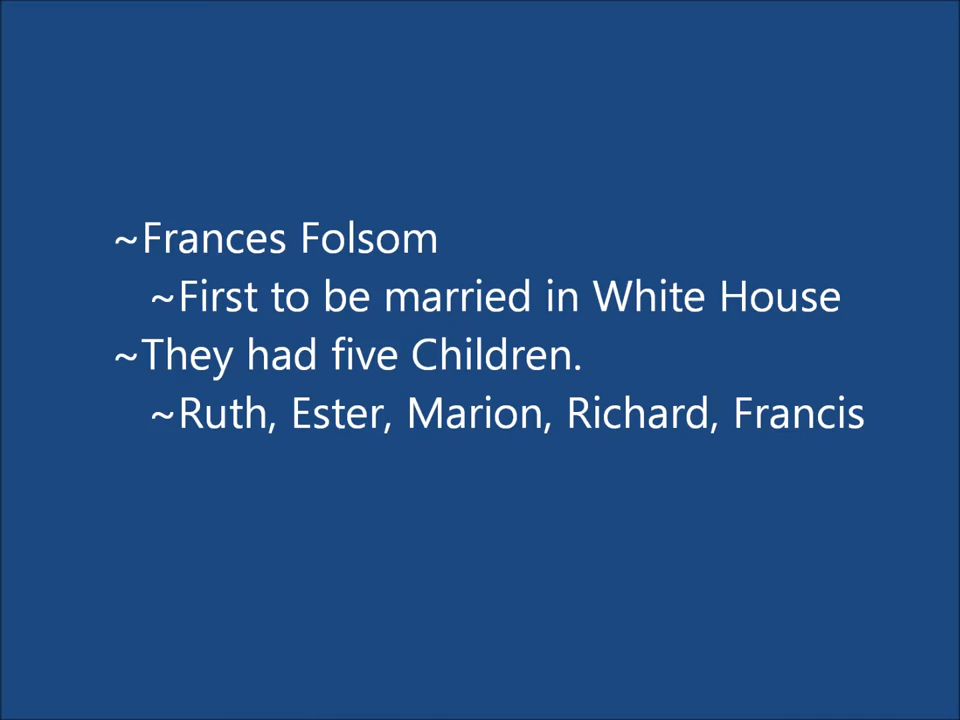 ~Frances Folsom
~First to be married in White House
~They had five Children.
~Ruth, Ester, Marion, Richard, Francis